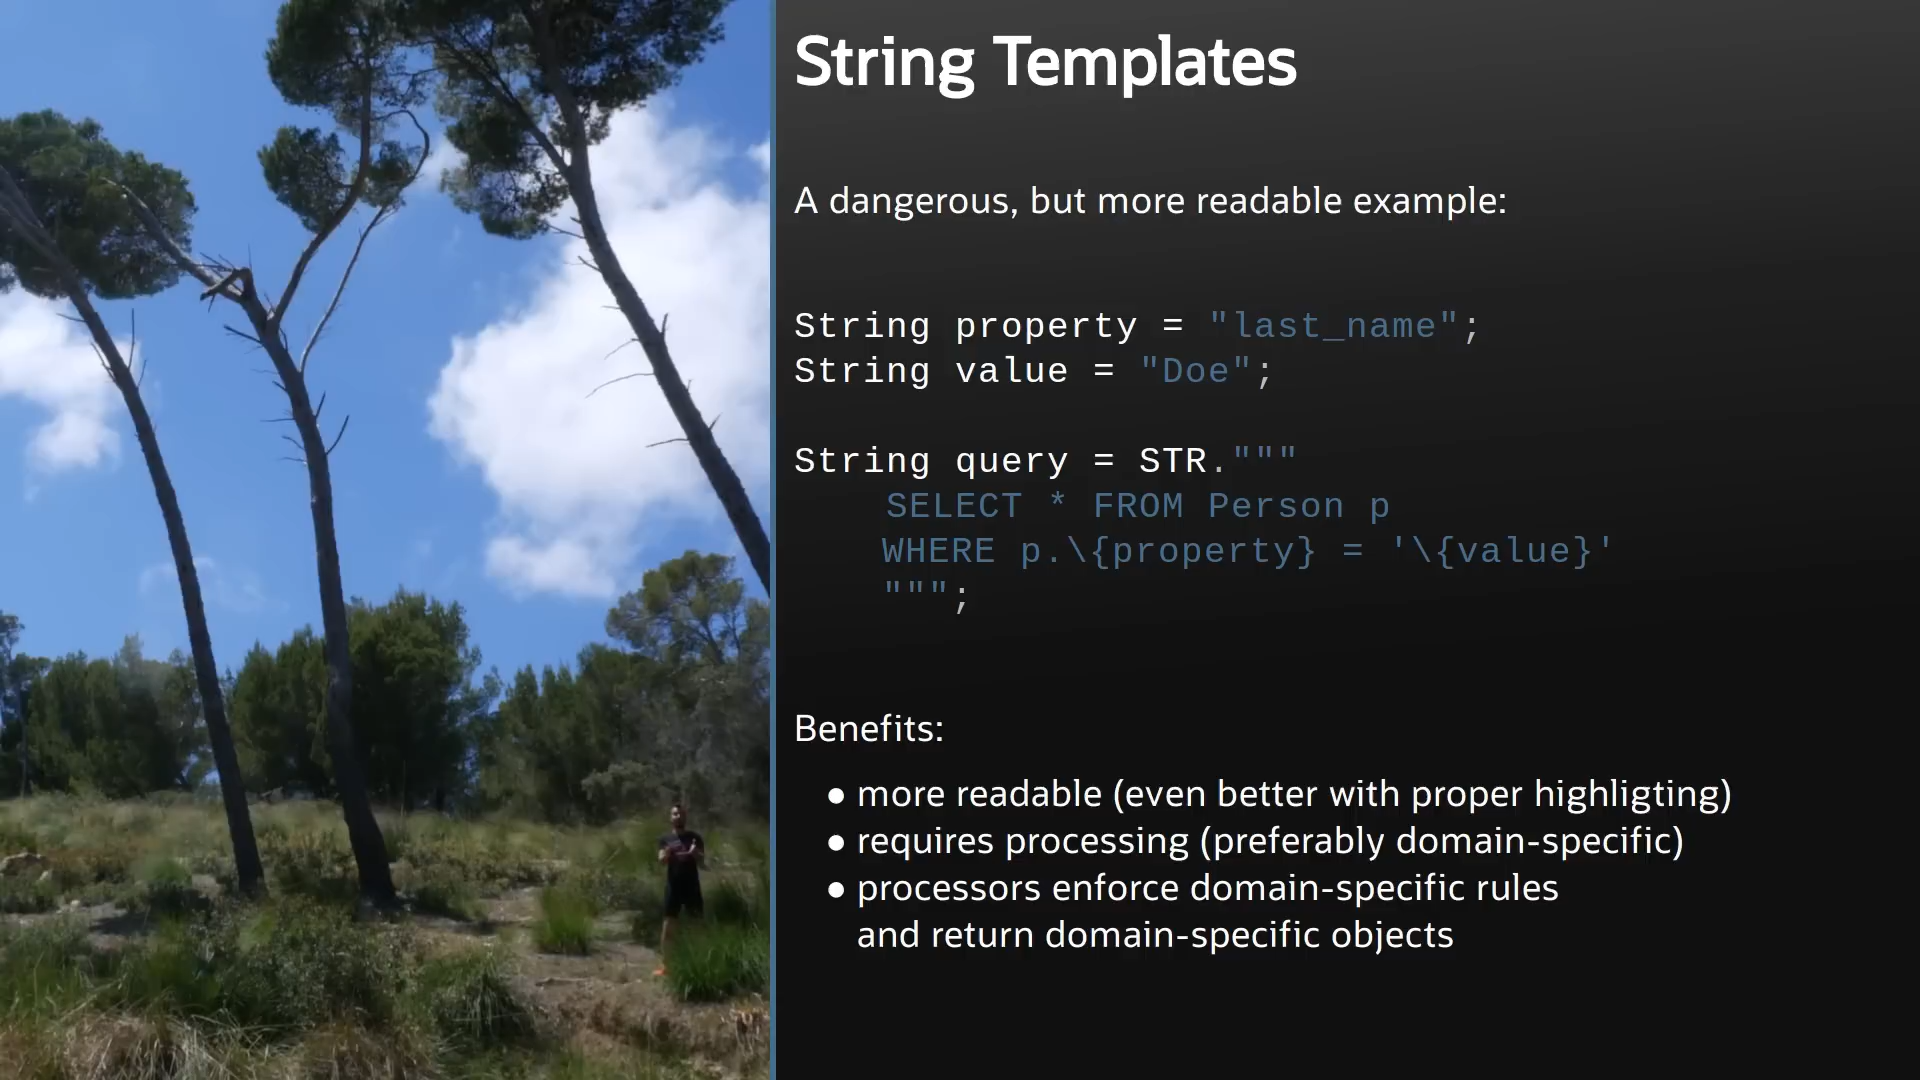 String Templates
A dangerous, but more readable example:
String property = "last_name";
String value = "Doe";
String query = STR."""
SELECT * FROM Person p
WHERE p.\{property} = '\{value}'
""";
Benefits:
● more readable (even better with proper highligting)
● requires processing (preferably domain-specific)
● processors enforce domain-specific rules
and return domain-specific objects